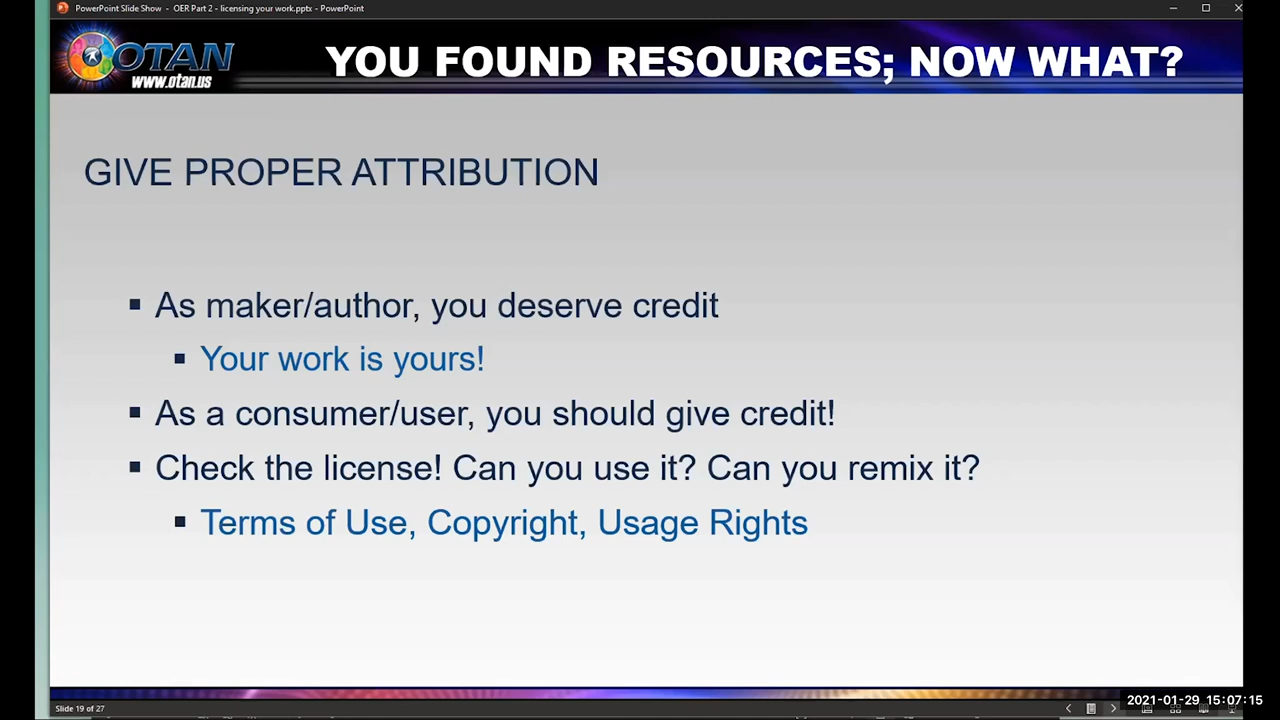 PowerPoint Slide Show - OER Part 2 - licensing your work.pptx - PowerPoint
OTAN
www.otan.us
YOU FOUND RESOURCES; NOW WHAT?
GIVE PROPER ATTRIBUTION
As maker/author, you deserve credit
Your work is yours!
As a consumer/user, you should give credit!
Check the license! Can you use it? Can you remix it?
Terms of Use, Copyright, Usage Rights
Slide 19 of 27
2021-01-29 15:07:15